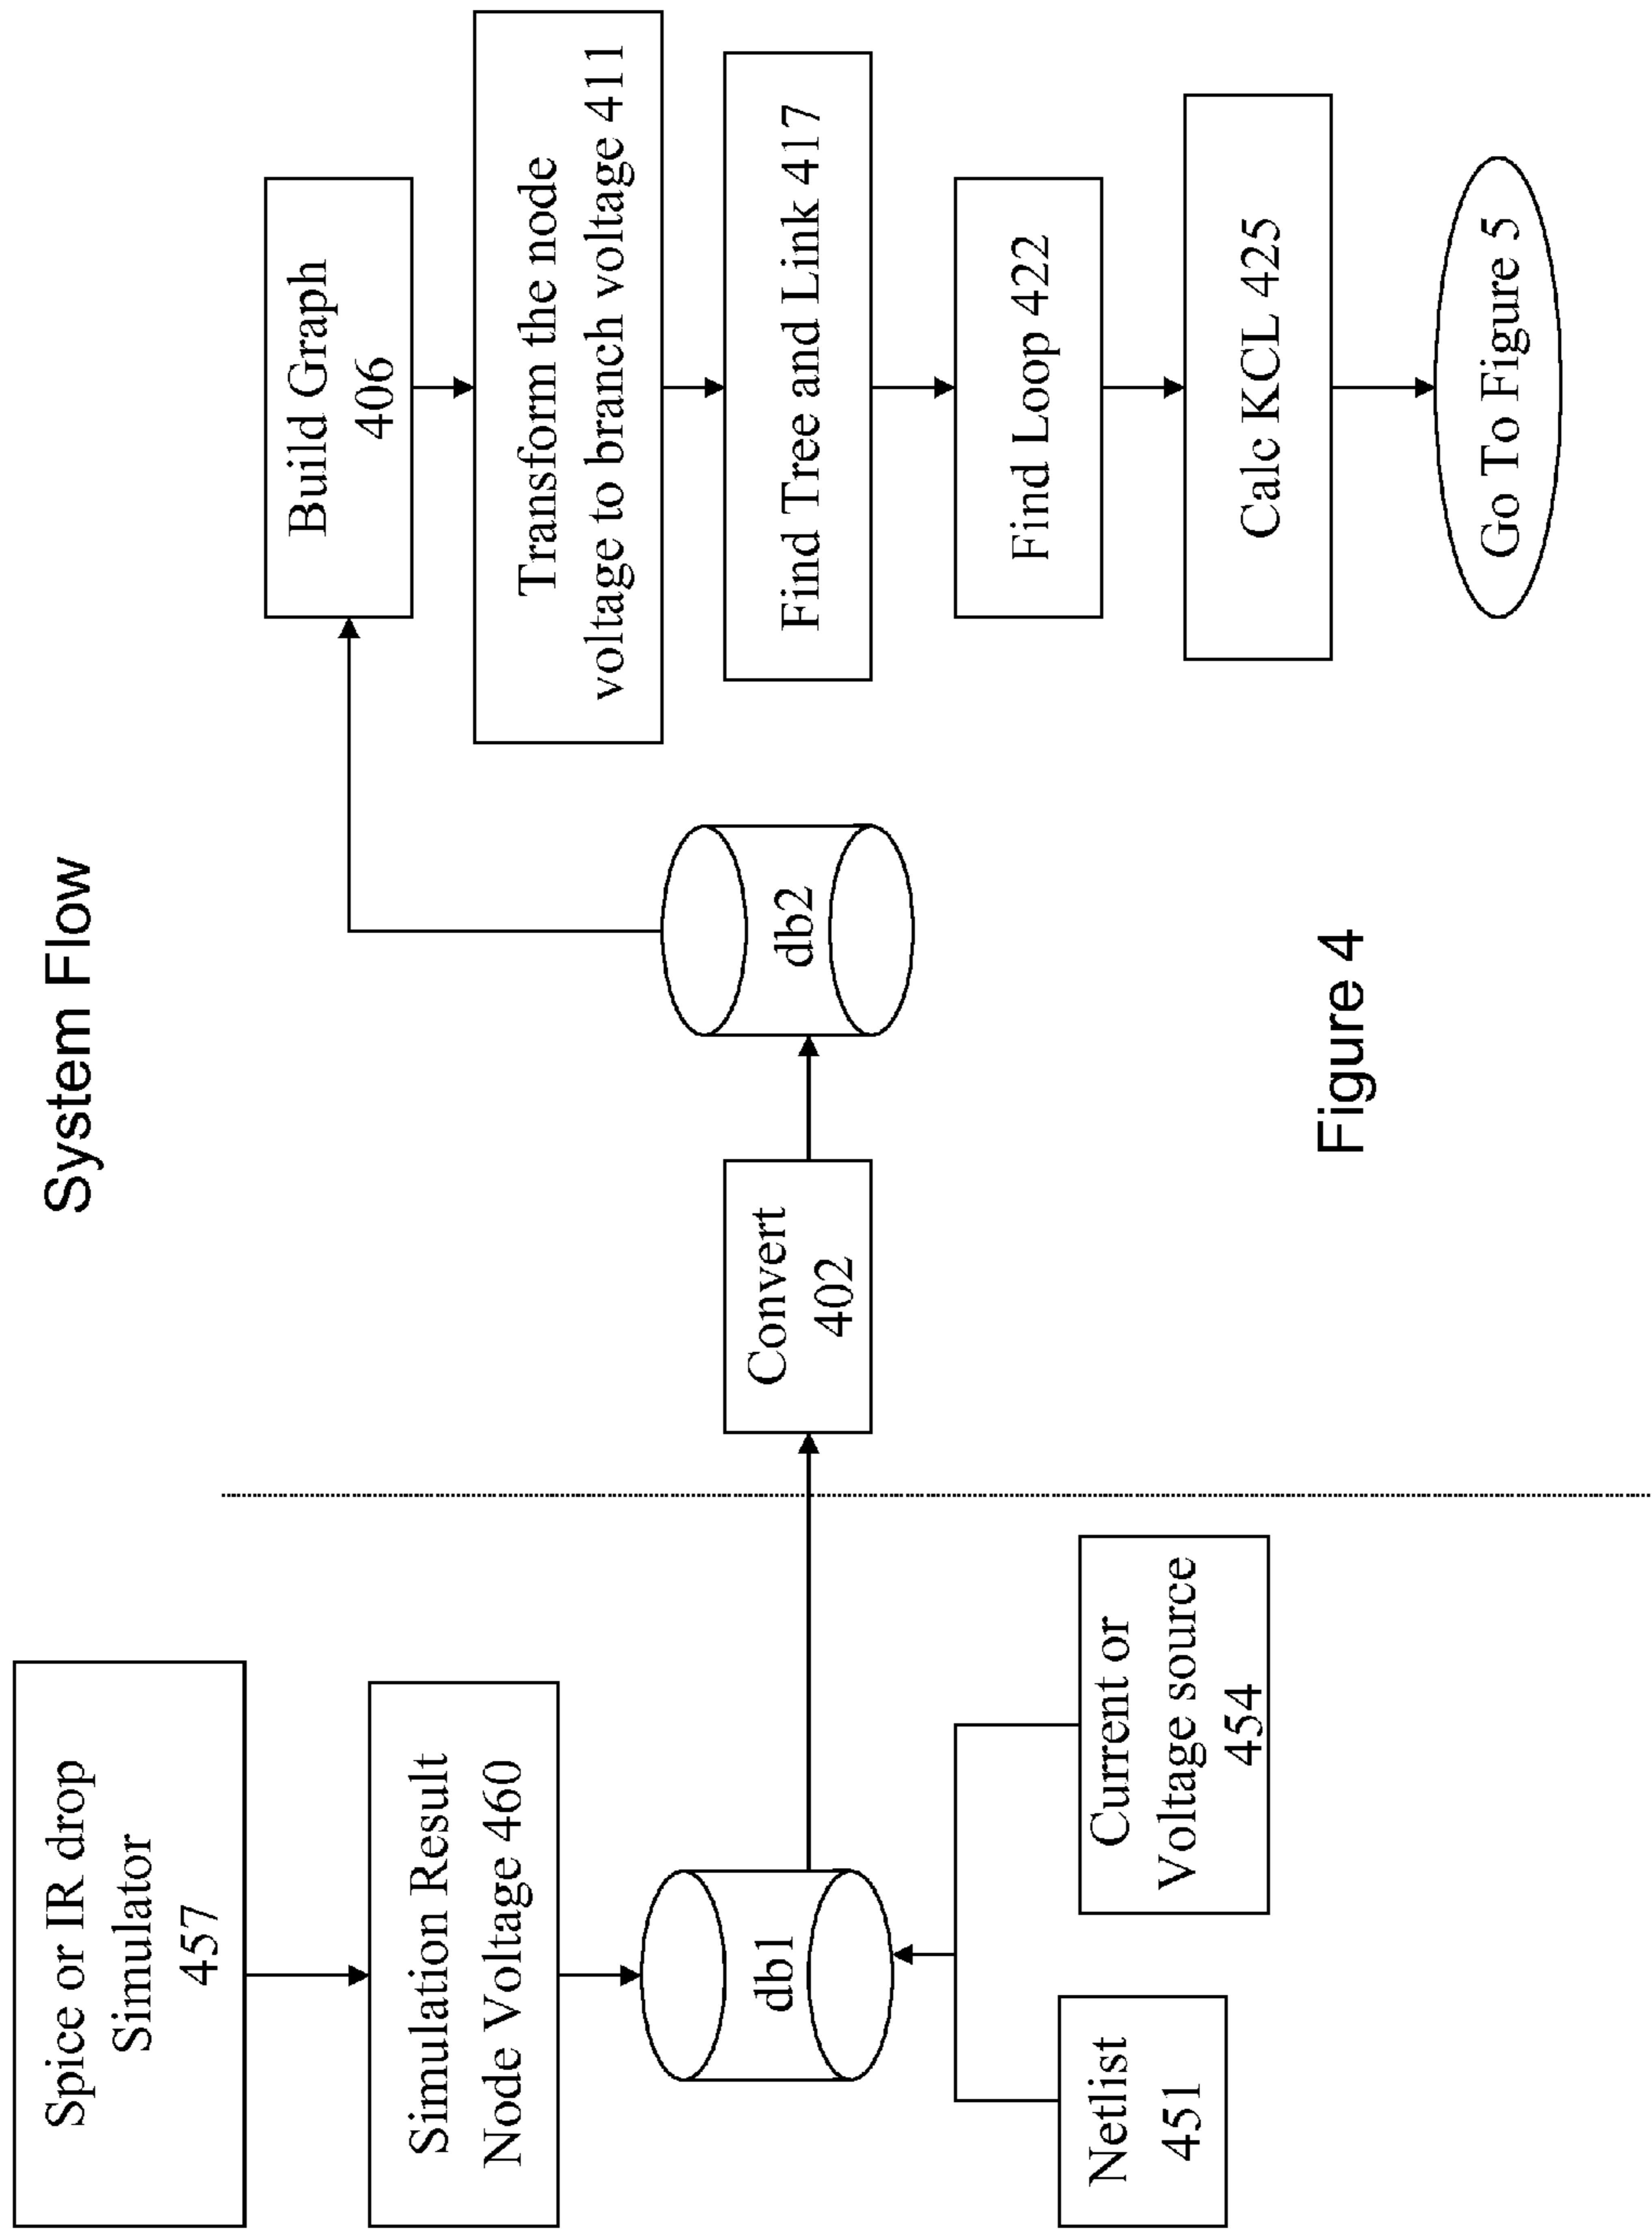 System Flow
Spice or IR drop
Simulator
457
Simulation Result
Node Voltage 460
db1
Netlist
451
Current or
Voltage source
454
Convert
402
db2
Build Graph
406
Transform the node
voltage to branch voltage 411
Find Tree and Link 417
Find Loop 422
Calc KCL 425
Go To Figure 5
Figure 4